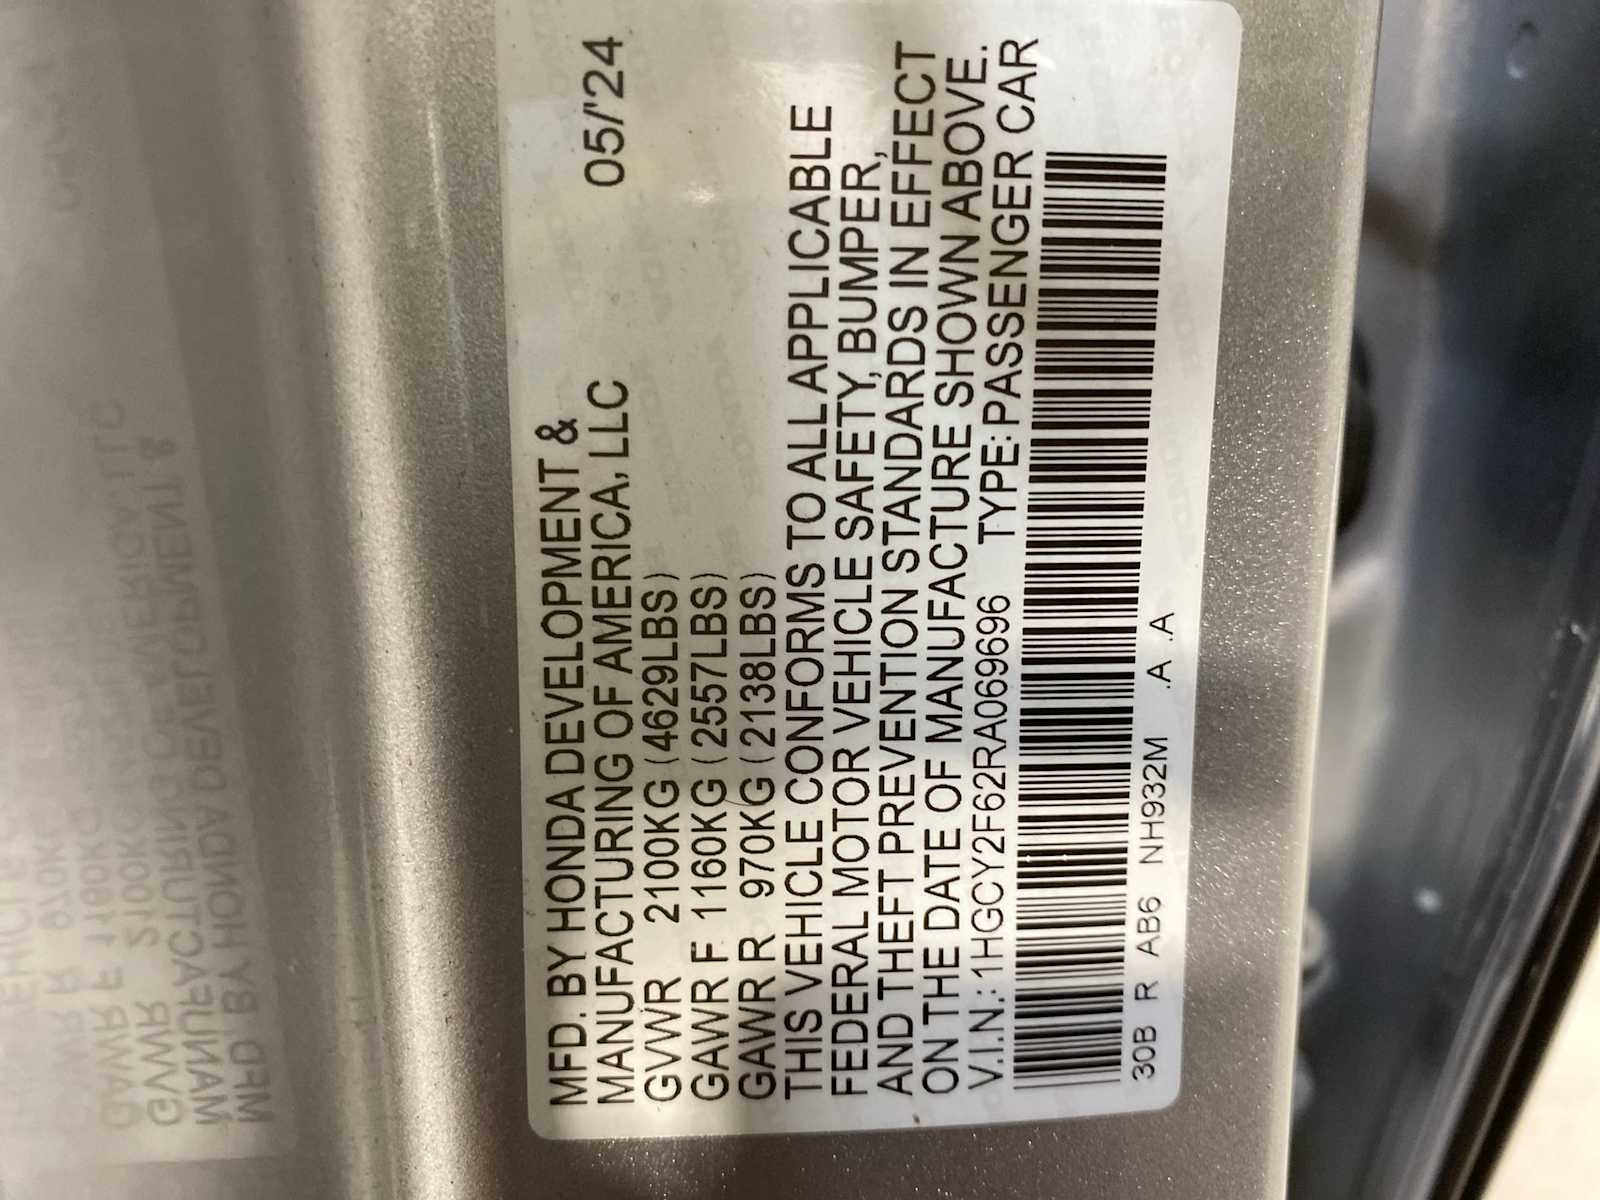 MFD. BY HONDA DEVELOPMENT &
MANUFACTURING OF AMERICA, LLC 05/'24
GVWR 2100KG (4629LBS)
GAWR F 1160KG (2557LBS)
GAWR R 970KG (2138LBS)
THIS VEHICLE CONFORMS TO ALL APPLICABLE
FEDERAL MOTOR VEHICLE SAFETY, BUMPER,
AND THEFT PREVENTION STANDARDS IN EFFECT
ON THE DATE OF MANUFACTURE SHOWN ABOVE.
V.I.N.: 1HGCY2F62RA069696 TYPE: PASSENGER CAR
30B R AB6 NH932M .A .A